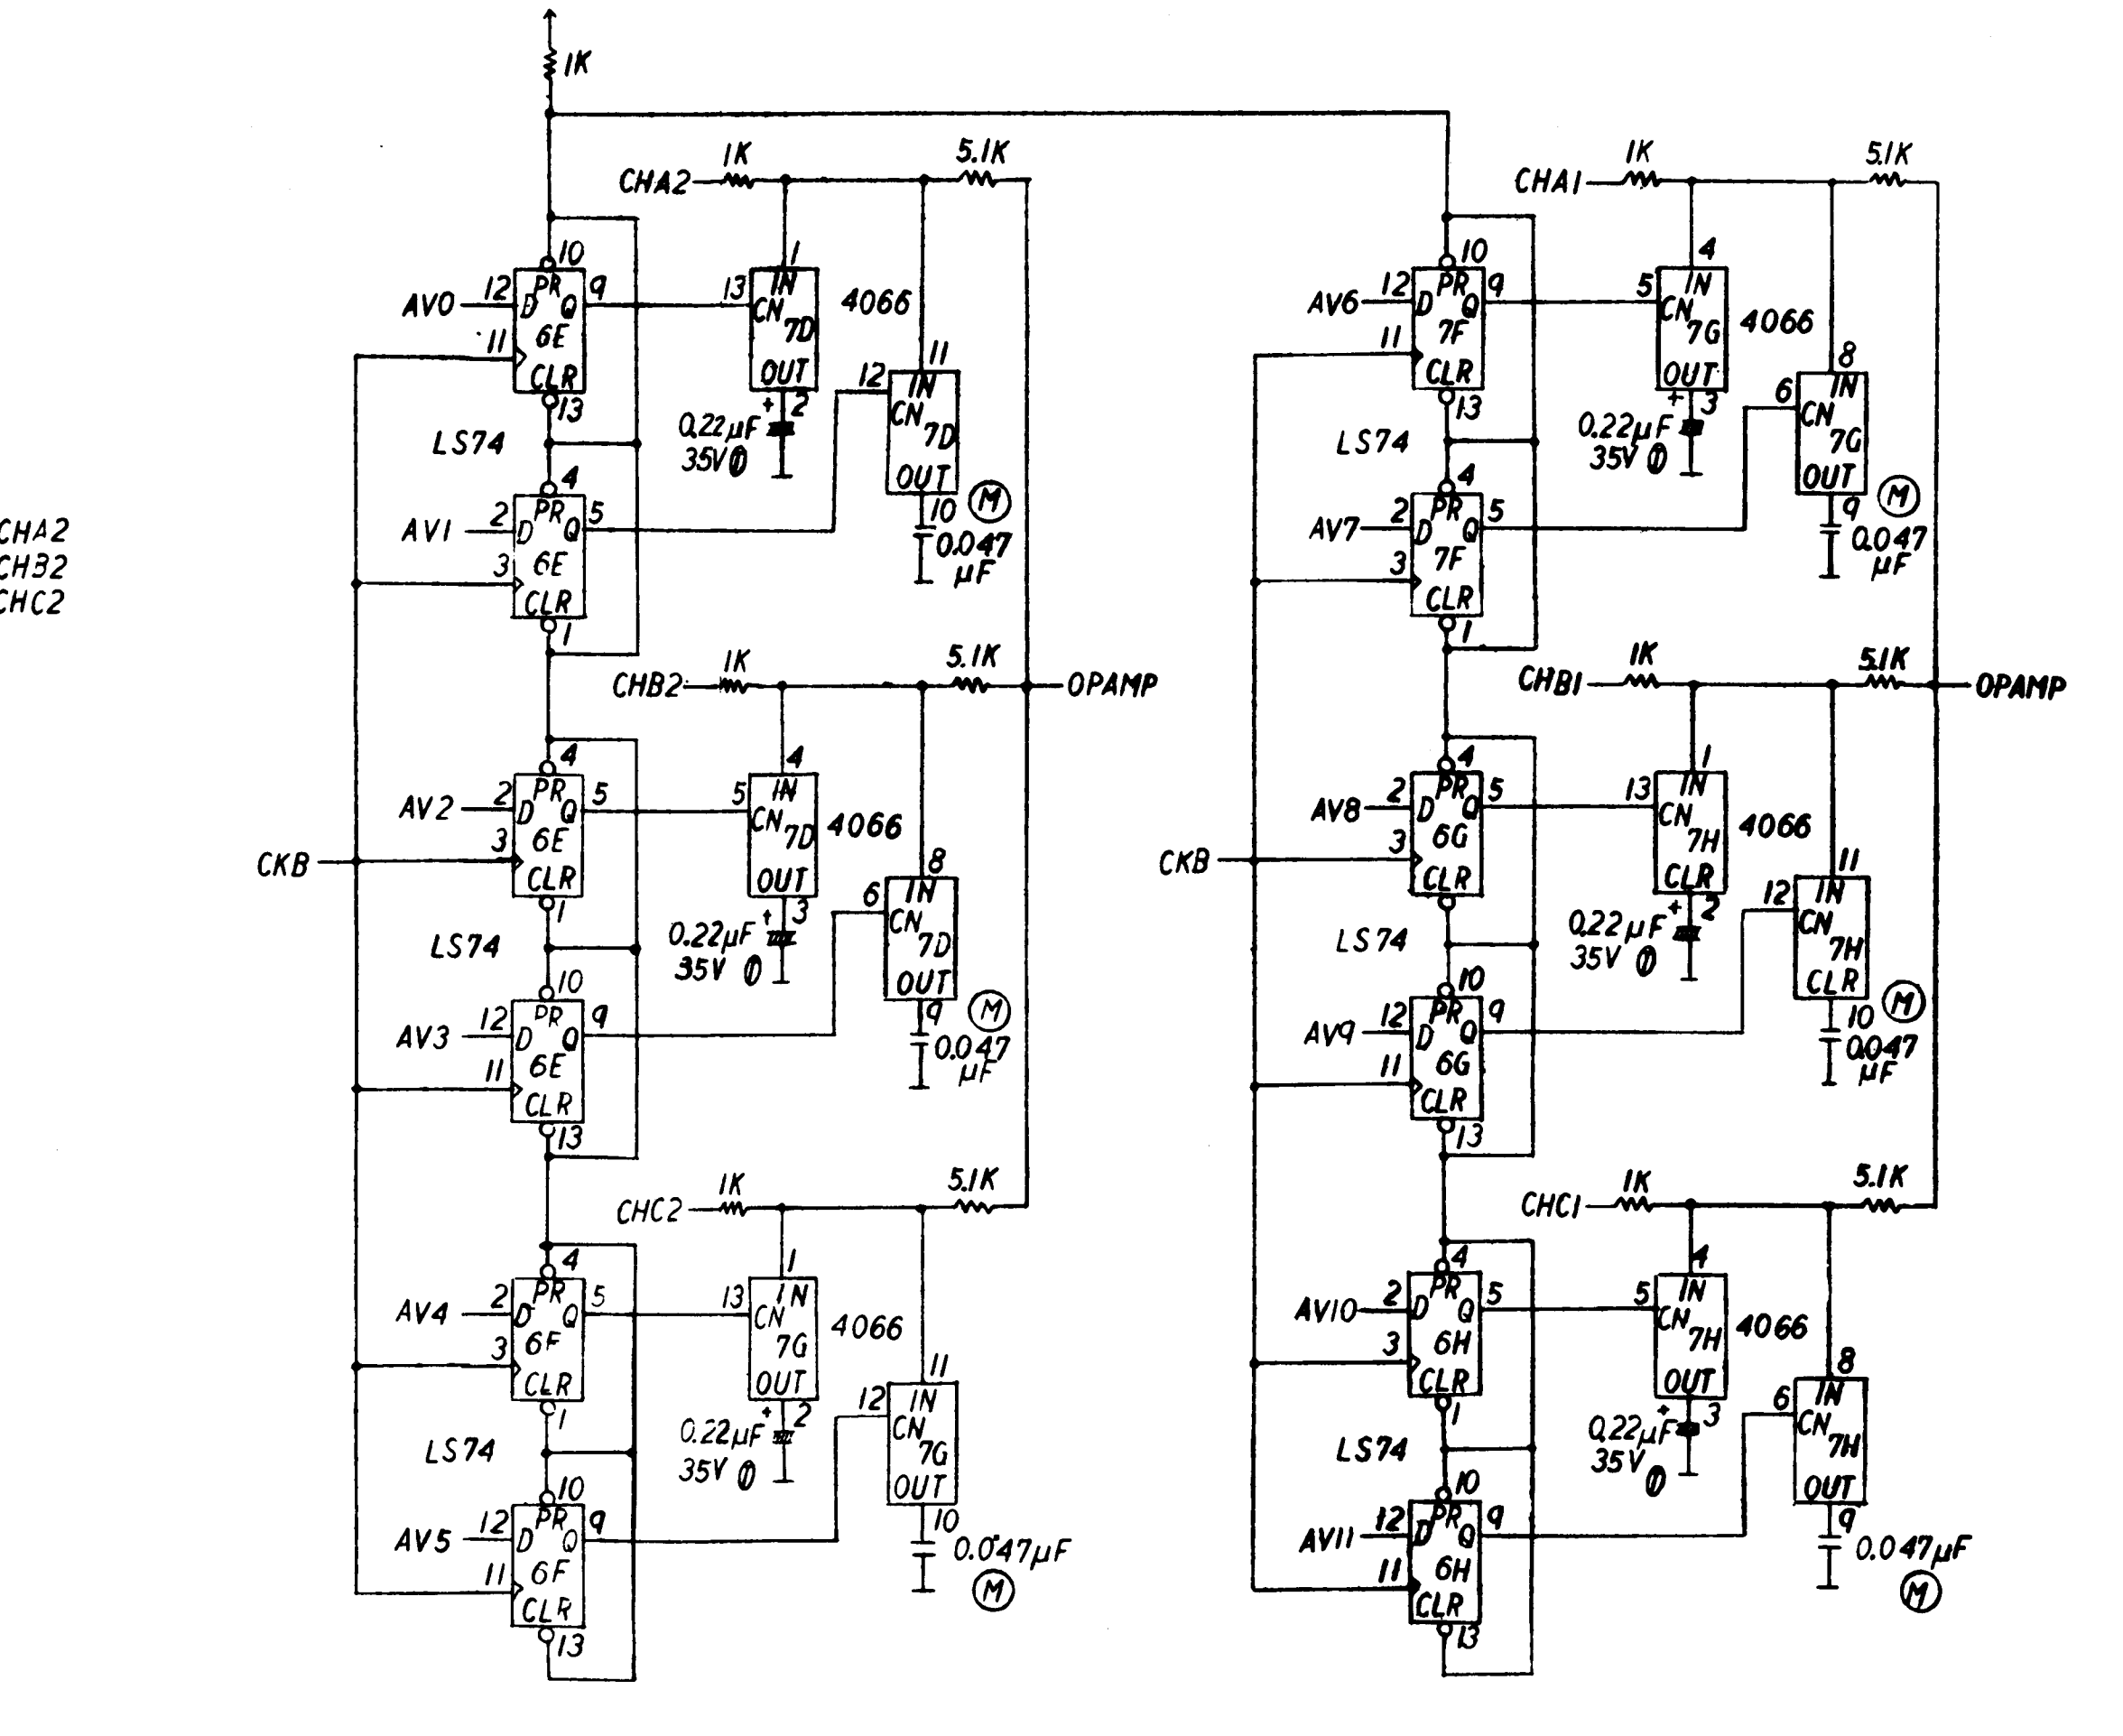 1K
CHA2
1K
5.1K
10
12
D
PR
Q
9
AV0
6E
11
CLR
13
1
IN
13
CN
7D
OUT
2
4066
+
0.22µF
35V
LS74
11
12
IN
CN
7D
OUT
10
M
0.047
µF
4
2
D
PR
Q
5
AV1
6E
3
CLR
1
CHA2
CHB2
CHC2
CHB2
1K
5.1K
OPAMP
4
2
D
PR
Q
5
AV2
6E
3
CLR
1
CKB
4
5
IN
CN
7D
OUT
3
4066
+
0.22µF
35V
LS74
8
6
IN
CN
7D
OUT
9
M
0.047
µF
10
12
D
PR
Q
9
AV3
6E
11
CLR
13
CHC2
1K
5.1K
4
2
D
PR
Q
5
AV4
6F
3
CLR
1
1
13
IN
CN
7G
OUT
2
4066
+
0.22µF
35V
LS74
11
12
IN
CN
7G
OUT
10
0.047µF
M
10
12
D
PR
Q
9
AV5
6F
11
CLR
13
CHA1
1K
5.1K
10
12
D
PR
Q
9
AV6
7F
11
CLR
13
4
5
IN
CN
7G
OUT
3
4066
+
0.22µF
35V
LS74
8
6
IN
CN
7G
OUT
9
M
0.047
µF
4
2
D
PR
Q
5
AV7
7F
3
CLR
1
CHB1
1K
5.1K
OPAMP
4
2
D
PR
Q
5
AV8
6G
3
CLR
CKB
1
13
IN
CN
7H
CLR
2
4066
+
0.22µF
35V
LS74
11
12
IN
CN
7H
CLR
10
M
0.047
µF
10
12
D
PR
Q
9
AV9
6G
11
CLR
13
CHC1
1K
5.1K
4
2
D
PR
Q
5
AV10
6H
3
CLR
1
4
5
IN
CN
7H
OUT
3
4066
+
0.22µF
35V
LS74
8
6
IN
CN
7H
OUT
9
0.047µF
M
10
12
D
PR
Q
9
AV11
6H
11
CLR
13